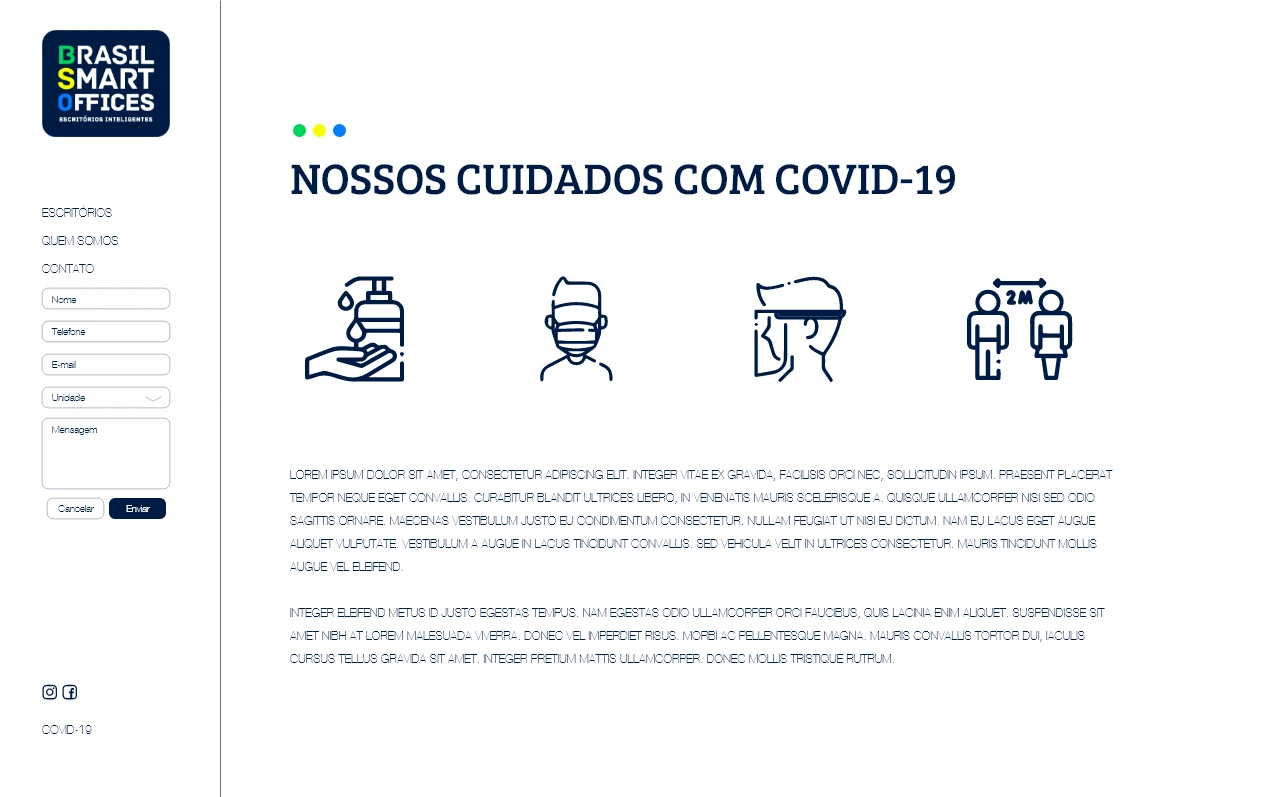 BRASIL
SMART
OFFICES
ESCRITÓRIOS INTELIGENTES
ESCRITÓRIOS
QUEM SOMOS
CONTATO
Nome
Telefone
E-mail
Unidade
Mensagem
Cancelar Enviar
COVID-19
NOSSOS CUIDADOS COM COVID-19
2M
LOREM IPSUM DOLOR SIT AMET, CONSECTETUR ADIPISCING ELIT. INTEGER VITAE EX GRAVIDA, FACILISIS ORCI NEC, SOLLICITUDIN IPSUM. PRAESENT PLACERAT
TEMPOR NEQUE EGET CONVALLIS. CURABITUR BLANDIT ULTRICES LIBERO, IN VENENATIS MAURIS SCELERISQUE A. QUISQUE ULLAMCORPER NISI SED ODIO
SAGITTIS ORNARE. MAECENAS VESTIBULUM JUSTO EU CONDIMENTUM CONSECTETUR. NULLAM FEUGIAT UT NISI EU DICTUM. NAM EU LACUS EGET AUGUE
ALIQUET VULPUTATE. VESTIBULUM A AUGUE IN LACUS TINCIDUNT CONVALLIS. SED VEHICULA VELIT IN ULTRICES CONSECTETUR. MAURIS TINCIDUNT MOLLIS
AUGUE VEL ELEIFEND.
INTEGER ELEIFEND METUS ID JUSTO EGESTAS TEMPUS. NAM EGESTAS ODIO ULLAMCORPER ORCI FAUCIBUS, QUIS LACINIA ENIM ALIQUET. SUSPENDISSE SIT
AMET NIBH AT LOREM MALESUADA VIVERRA. DONEC VEL IMPERDIET RISUS. MORBI AC PELLENTESQUE MAGNA. MAURIS CONVALLIS TORTOR DUI, IACULIS
CURSUS TELLUS GRAVIDA SIT AMET. INTEGER PRETIUM MATTIS ULLAMCORPER. DONEC MOLLIS TRISTIQUE RUTRUM.